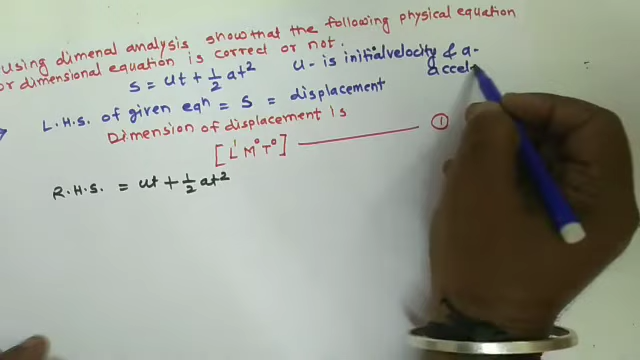 using dimenal analysis show that the following physical equation
or dimensional equation is correct or not.
S = ut + 1/2 at² u - is initial velocity & a -
accel
L.H.S. of given eqⁿ = S = displacement
Dimension of displacement is
[L¹ M⁰ T⁰] ——— ①
R.H.S. = ut + 1/2 at²